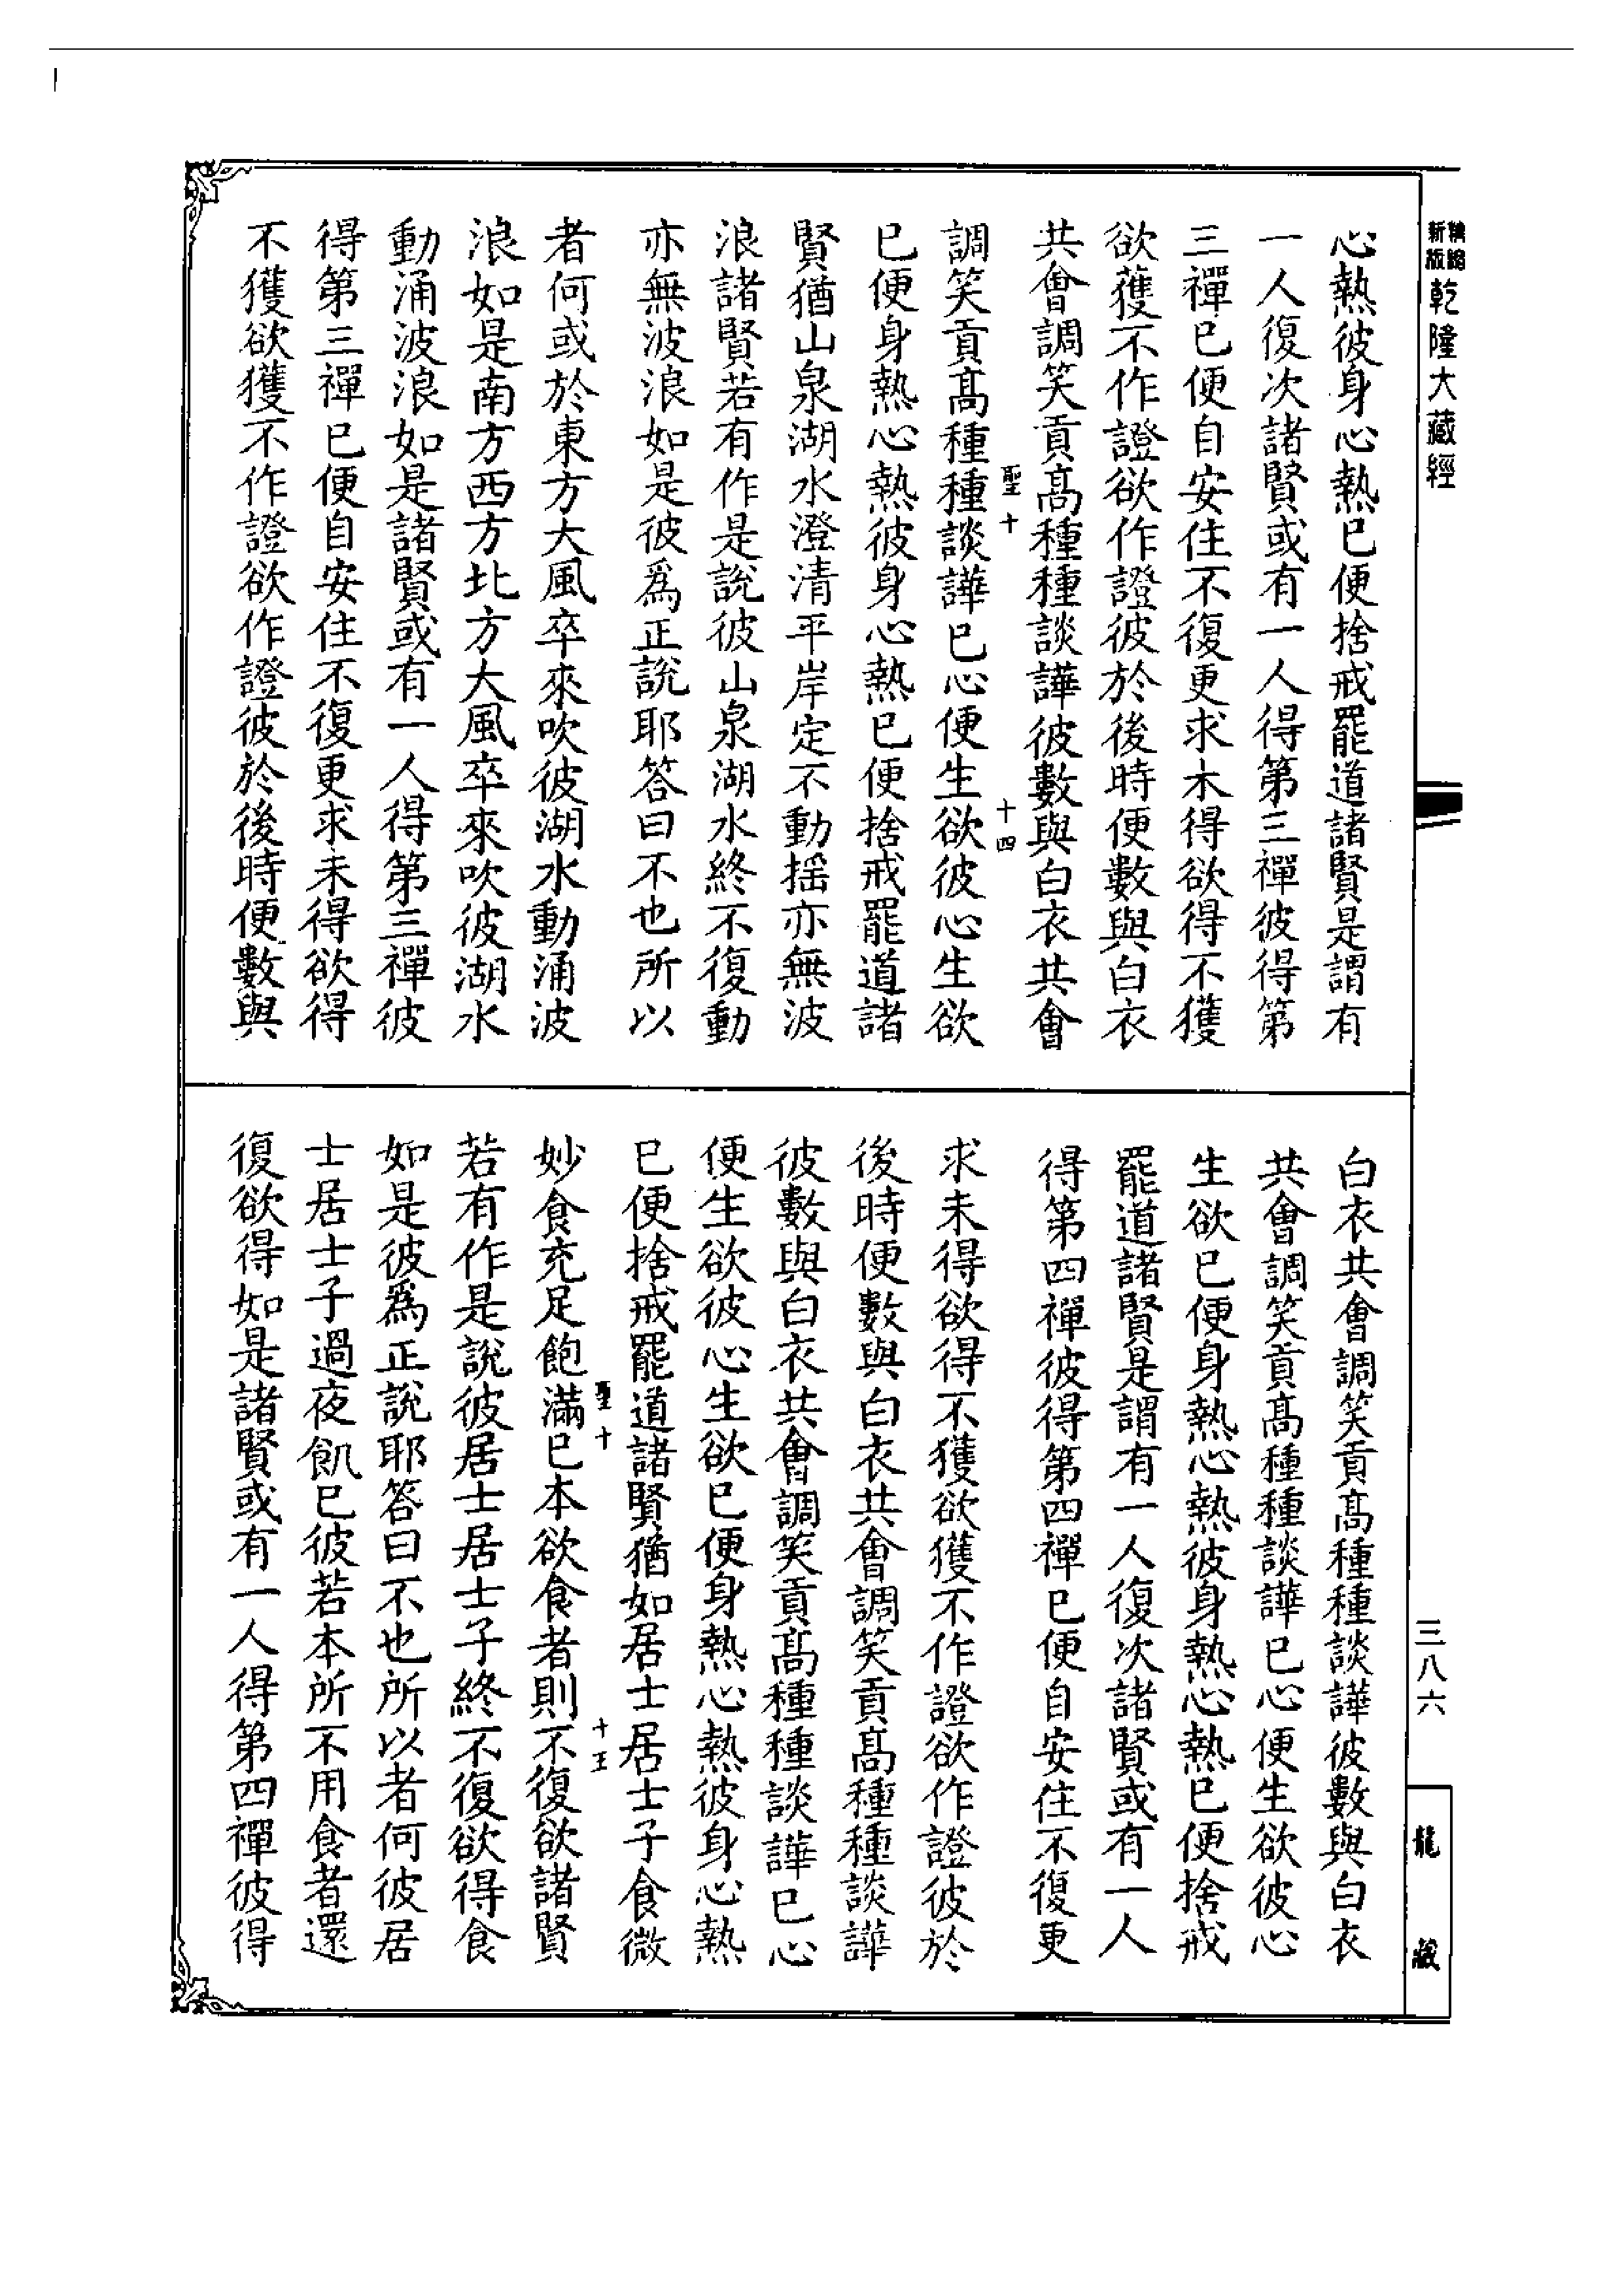 新版
乾隆大藏經
心熱彼身心熱已便捨戒罷道諸賢是謂有
一人復次諸賢或有一人得第三禪彼得第
三禪已便自安住不復更求未得欲得不獲
欲獲不作證欲作證彼於後時便數與白衣
共會調笑貢高種種談譁彼數與白衣共會
聖十
十四
調笑貢高種種談譁已心便生欲彼心生欲
已便身熱心熱彼身心熱已便捨戒罷道諸
賢猶山泉湖水澄清平岸定不動搖亦無波
浪諸賢若有作是說彼山泉湖水終不復動
亦無波浪如是彼為正說耶答曰不也所以
者何或於東方大風卒來吹彼湖水動涌波
浪如是南方西方北方大風卒來吹彼湖水
動涌波浪如是諸賢或有一人得第三禪彼
得第三禪已便自安住不復更求未得欲得
不獲欲獲不作證欲作證彼於後時便數與
白衣共會調笑貢高種種談譁彼數與白衣
共會調笑貢高種種談譁已心便生欲彼心
生欲已便身熱心熱彼身熱心熱已便捨戒
罷道諸賢是謂有一人復次諸賢或有一人
得第四禪彼得第四禪已便自安住不復更
求未得欲得不獲欲獲不作證欲作證彼於
後時便數與白衣共會調笑貢高種種談譁
彼數與白衣共會調笑貢高種種談譁已心
便生欲彼心生欲已便身熱心熱彼身心熱
已便捨戒罷道諸賢猶如居士居士子食微
聖十
十五
妙食充足飽滿已本欲食者則不復欲諸賢
若有作是說彼居士居士子終不復欲得食
如是彼為正說耶答曰不也所以者何彼居
士居士子過夜飢已彼若本所不用食者還
復欲得如是諸賢或有一人得第四禪彼得
三八六
龍藏